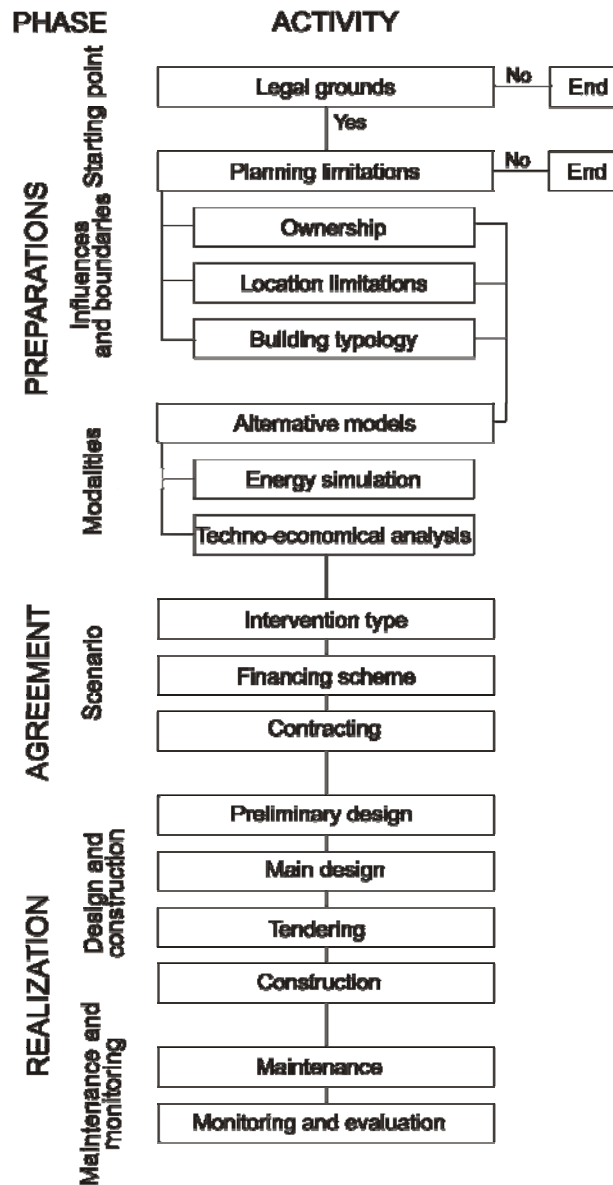 PHASE ACTIVITY
PREPARATIONS
Starting point
Legal grounds No End
Yes
Planning limitations No End
Influences
and boundaries
Ownership
Location limitations
Building typology
Modalities
Alternative models
Energy simulation
Techno-economical analysis
AGREEMENT
Scenario
Intervention type
Financing scheme
Contracting
REALIZATION
Design and
construction
Preliminary design
Main design
Tendering
Construction
Maintenance and
monitoring
Maintenance
Monitoring and evaluation